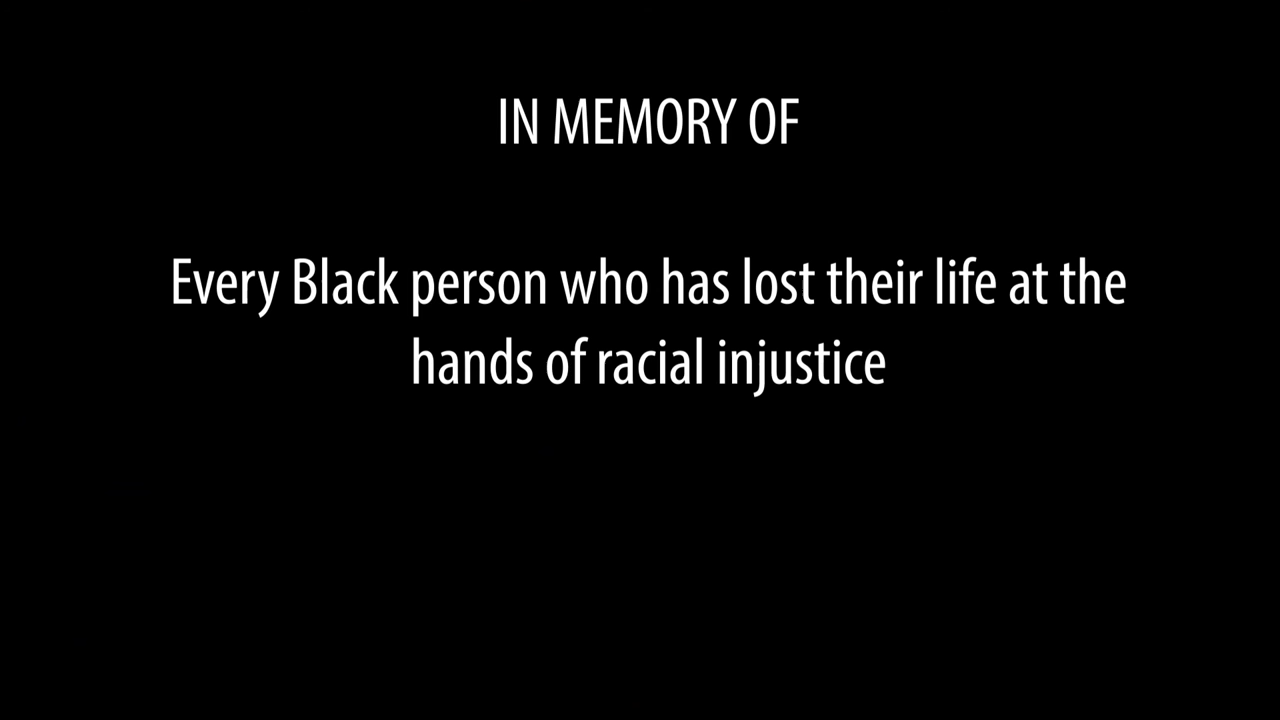 IN MEMORY OF
Every Black person who has lost their life at the
hands of racial injustice